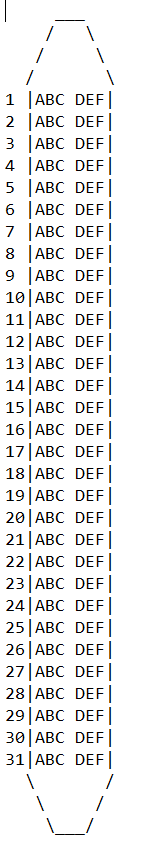 ___
    /   \
   /     \
  /       \
1 |ABC DEF|
2 |ABC DEF|
3 |ABC DEF|
4 |ABC DEF|
5 |ABC DEF|
6 |ABC DEF|
7 |ABC DEF|
8 |ABC DEF|
9 |ABC DEF|
10|ABC DEF|
11|ABC DEF|
12|ABC DEF|
13|ABC DEF|
14|ABC DEF|
15|ABC DEF|
16|ABC DEF|
17|ABC DEF|
18|ABC DEF|
19|ABC DEF|
20|ABC DEF|
21|ABC DEF|
22|ABC DEF|
23|ABC DEF|
24|ABC DEF|
25|ABC DEF|
26|ABC DEF|
27|ABC DEF|
28|ABC DEF|
29|ABC DEF|
30|ABC DEF|
31|ABC DEF|
  \       /
   \     /
    \___/